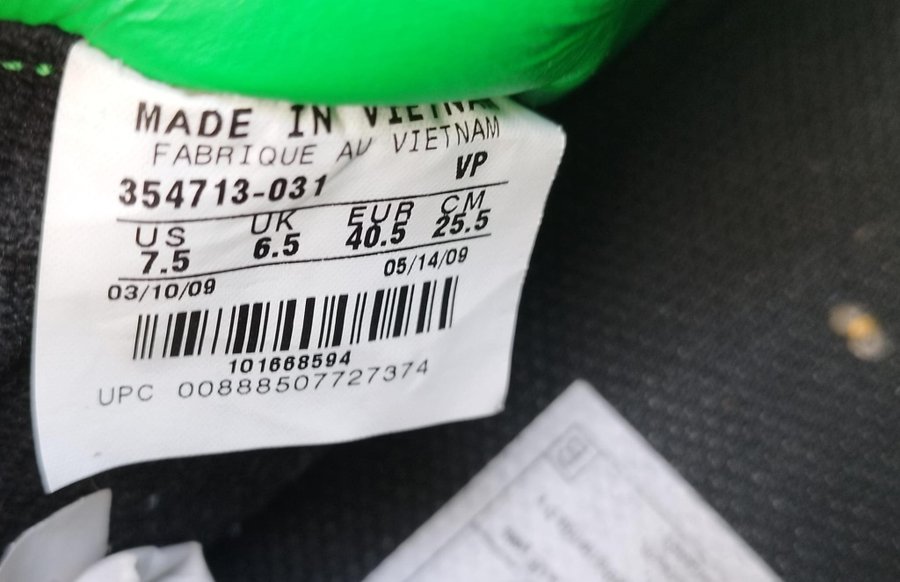 MADE IN VIETNAM
FABRIQUE AU VIETNAM
354713-031 VP
US UK EUR CM
7.5 6.5 40.5 25.5
03/10/09 05/14/09
101668594
UPC 00888507727374